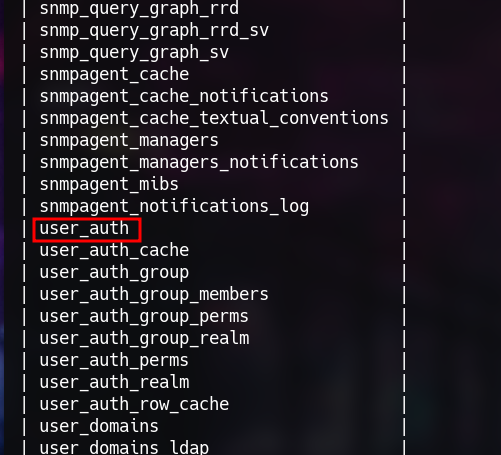 | snmp_query_graph_rrd |
| snmp_query_graph_rrd_sv |
| snmp_query_graph_sv |
| snmpagent_cache |
| snmpagent_cache_notifications |
| snmpagent_cache_textual_conventions |
| snmpagent_managers |
| snmpagent_managers_notifications |
| snmpagent_mibs |
| snmpagent_notifications_log |
| user_auth |
| user_auth_cache |
| user_auth_group |
| user_auth_group_members |
| user_auth_group_perms |
| user_auth_group_realm |
| user_auth_perms |
| user_auth_realm |
| user_auth_row_cache |
| user_domains |
| user_domains_ldap |